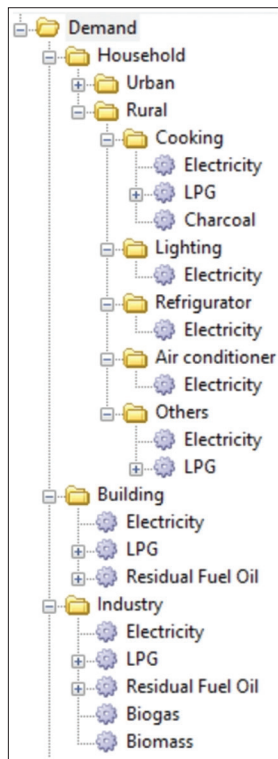 Demand
Household
Urban
Rural
Cooking
Electricity
LPG
Charcoal
Lighting
Electricity
Refrigurator
Electricity
Air conditioner
Electricity
Others
Electricity
LPG
Building
Electricity
LPG
Residual Fuel Oil
Industry
Electricity
LPG
Residual Fuel Oil
Biogas
Biomass